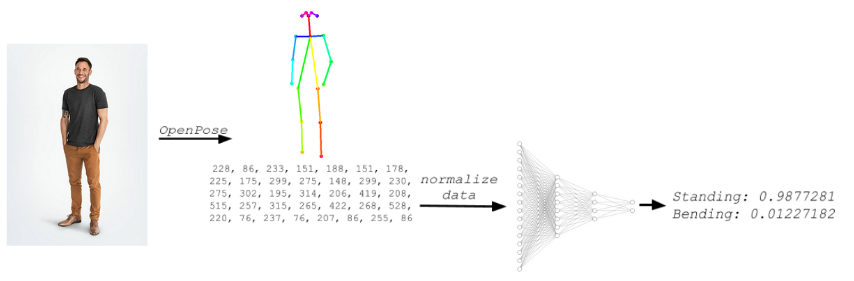 OpenPose
228, 86, 233, 151, 188, 151, 178,
225, 175, 299, 275, 148, 299, 230,
275, 302, 195, 314, 206, 419, 208,
515, 257, 315, 265, 422, 268, 528,
220, 76, 237, 76, 207, 86, 255, 86
normalize
data
Standing: 0.9877281
Bending: 0.01227182